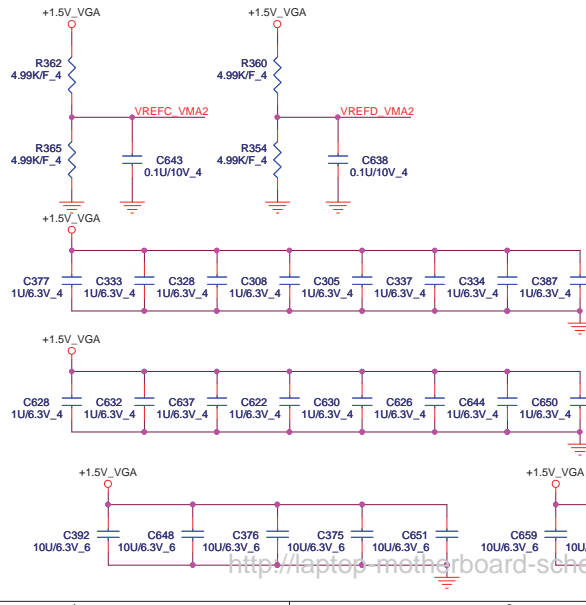 +1.5V_VGA +1.5V_VGA
R362 R360
4.99K/F_4 4.99K/F_4
VREFC_VMA2 VREFD_VMA2
R365 R354
4.99K/F_4 4.99K/F_4
C643 C638
0.1U/10V_4 0.1U/10V_4
+1.5V_VGA
C377 C333 C328 C308 C305 C337 C334 C387
1U/6.3V_4 1U/6.3V_4 1U/6.3V_4 1U/6.3V_4 1U/6.3V_4 1U/6.3V_4 1U/6.3V_4 1U/6.3V_4
+1.5V_VGA
C628 C632 C637 C622 C630 C626 C644 C650
1U/6.3V_4 1U/6.3V_4 1U/6.3V_4 1U/6.3V_4 1U/6.3V_4 1U/6.3V_4 1U/6.3V_4 1U/6.3V_4
+1.5V_VGA +1.5V_VGA
C392 C648 C376 C375 C651 C659
10U/6.3V_6 10U/6.3V_6 10U/6.3V_6 10U/6.3V_6 10U/6.3V_6 10U/6.3V_6 10U/
http://laptop-motherboard-sche